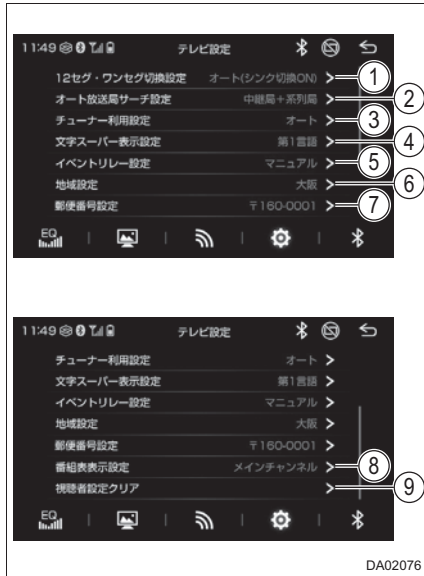 11:49 テレビ設定
12セグ・ワンセグ切換設定 オート(シンク切換ON) 1
オート放送局サーチ設定 中継局＋系列局 2
チューナー利用設定 オート 3
文字スーパー表示設定 第1言語 4
イベントリレー設定 マニュアル 5
地域設定 大阪 6
郵便番号設定 〒160-0001 7
EQ
11:49 テレビ設定
チューナー利用設定 オート
文字スーパー表示設定 第1言語
イベントリレー設定 マニュアル
地域設定 大阪
郵便番号設定 〒160-0001
番組表表示設定 メインチャンネル 8
視聴者設定クリア 9
EQ
DA02076